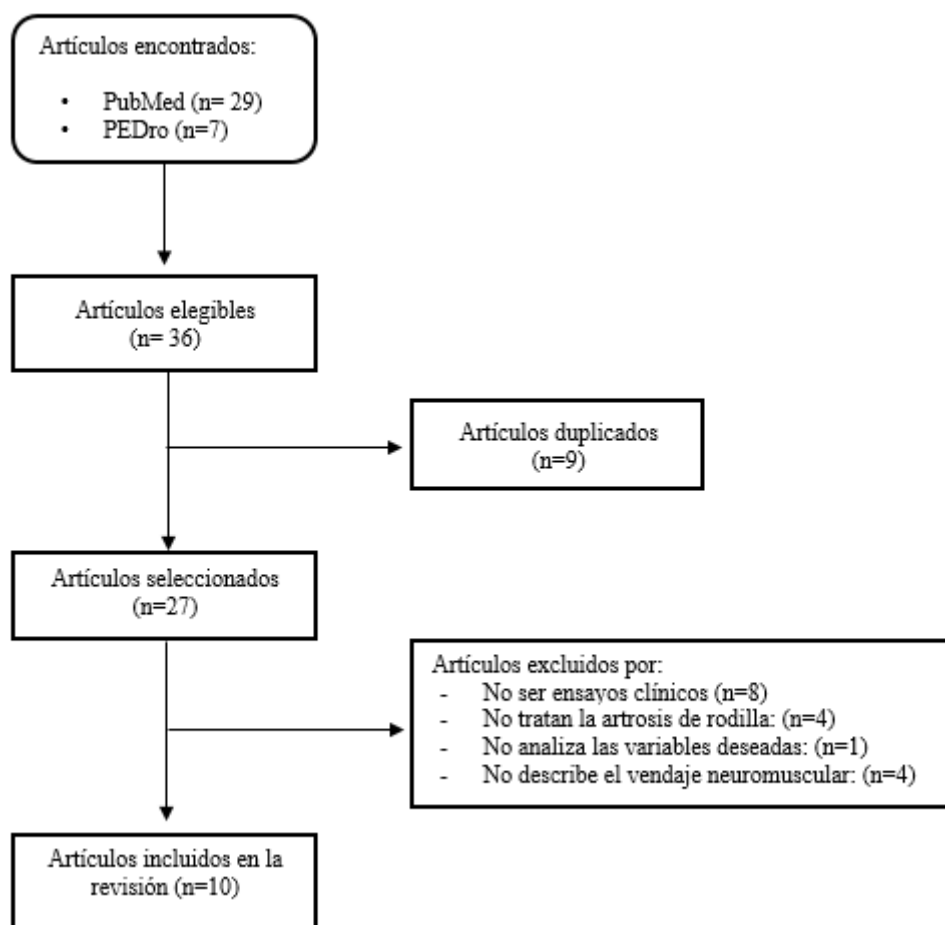 Artículos encontrados:
• PubMed (n= 29)
• PEDro (n=7)
Artículos elegibles
(n= 36)
Artículos duplicados
(n=9)
Artículos seleccionados
(n=27)
Artículos excluidos por:
- No ser ensayos clínicos (n=8)
- No tratan la artrosis de rodilla: (n=4)
- No analiza las variables deseadas: (n=1)
- No describe el vendaje neuromuscular: (n=4)
Artículos incluidos en la
revisión (n=10)